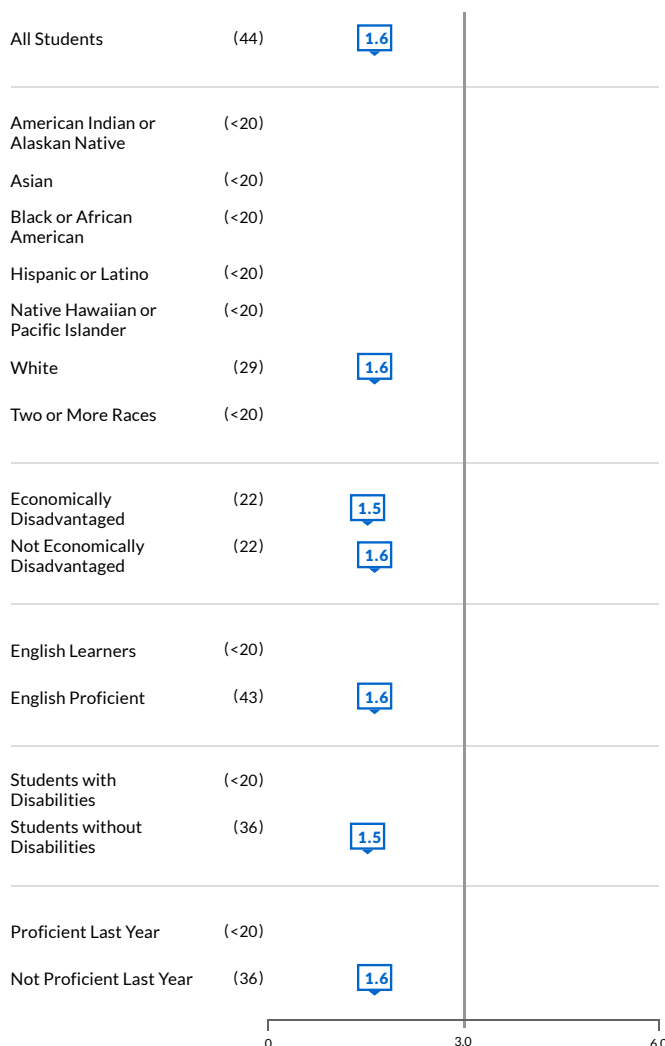 All Students (44) 1.6
American Indian or (<20)
Alaskan Native
Asian (<20)
Black or African (<20)
American
Hispanic or Latino (<20)
Native Hawaiian or (<20)
Pacific Islander
White (29) 1.6
Two or More Races (<20)
Economically (22) 1.5
Disadvantaged
Not Economically (22) 1.6
Disadvantaged
English Learners (<20)
English Proficient (43) 1.6
Students with (<20)
Disabilities
Students without (36) 1.5
Disabilities
Proficient Last Year (<20)
Not Proficient Last Year (36) 1.6
0 3.0 6.0